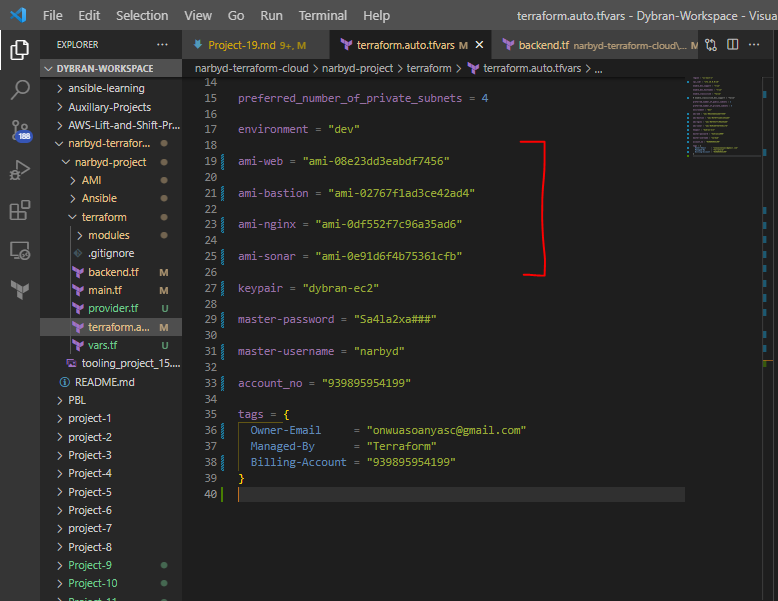 File Edit Selection View Go Run Terminal Help terraform.auto.tfvars - Dybran-Workspace - Visua
EXPLORER ···
Project-19.md 9+, M terraform.auto.tfvars M × backend.tf narbyd-terraform-cloud\... M ···
DYBRAN-WORKSPACE
narbyd-terraform-cloud > narbyd-project > terraform > terraform.auto.tfvars > ...
ansible-learning
Auxillary-Projects
AWS-Lift-and-Shift-Pr...
narbyd-terrafor...
narbyd-project
AMI
Ansible
terraform
modules
.gitignore
backend.tf M
main.tf M
provider.tf U
terraform.a... M
vars.tf U
tooling_project_15....
README.md
PBL
project-1
project-2
Project-3
Project-4
Project-5
Project-6
project-7
Project-8
Project-9
Project-10
Project-11
188
14
15 preferred_number_of_private_subnets = 4
16
17 environment = "dev"
18
19 ami-web = "ami-08e23dd3eabdf7456"
20
21 ami-bastion = "ami-02767f1ad3ce42ad4"
22
23 ami-nginx = "ami-0df552f7c96a35ad6"
24
25 ami-sonar = "ami-0e91d6f4b75361cfb"
26
27 keypair = "dybran-ec2"
28
29 master-password = "Sa4la2xa###"
30
31 master-username = "narbyd"
32
33 account_no = "939895954199"
34
35 tags = {
36 Owner-Email = "onwuasoanyasc@gmail.com"
37 Managed-By = "Terraform"
38 Billing-Account = "939895954199"
39 }
40